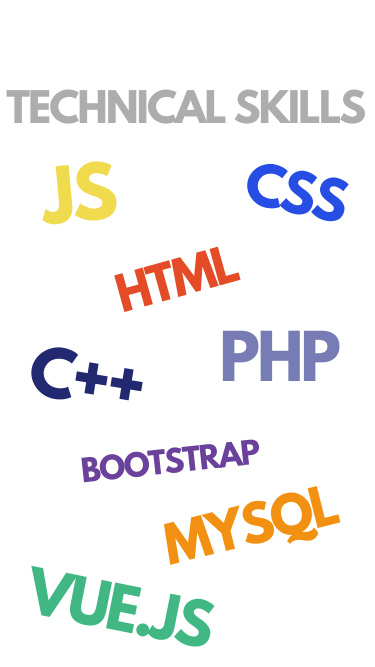 TECHNICAL SKILLS
JS
CSS
HTML
PHP
C++
BOOTSTRAP
MYSQL
VUE.JS